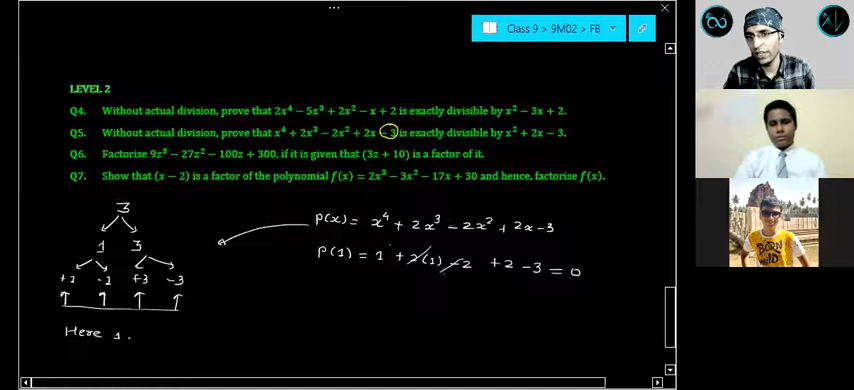 Class 9 > 9M02 > FB
LEVEL 2
Q4. Without actual division, prove that 2x⁴ − 5x³ + 2x² − x + 2 is exactly divisible by x² − 3x + 2.
Q5. Without actual division, prove that x⁴ + 2x³ − 2x² + 2x − 3 is exactly divisible by x² + 2x − 3.
Q6. Factorise 9z³ − 27z² − 100z + 300, if it is given that (3z + 10) is a factor of it.
Q7. Show that (x − 2) is a factor of the polynomial f(x) = 2x³ − 3x² − 17x + 30 and hence, factorise f(x).
3
P(x) = x⁴ + 2x³ − 2x² + 2x − 3
1 3
P(1) = 1 + 2(1) − 2 + 2 − 3 = 0
+1 −1 +3 −3
Here 1.
BORN
WILD